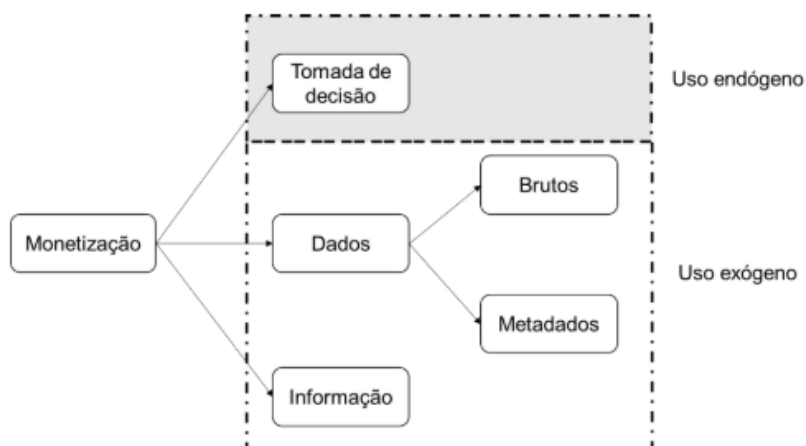 Tomada de
decisão
Uso endógeno
Brutos
Monetização
Dados
Uso exógeno
Metadados
Informação